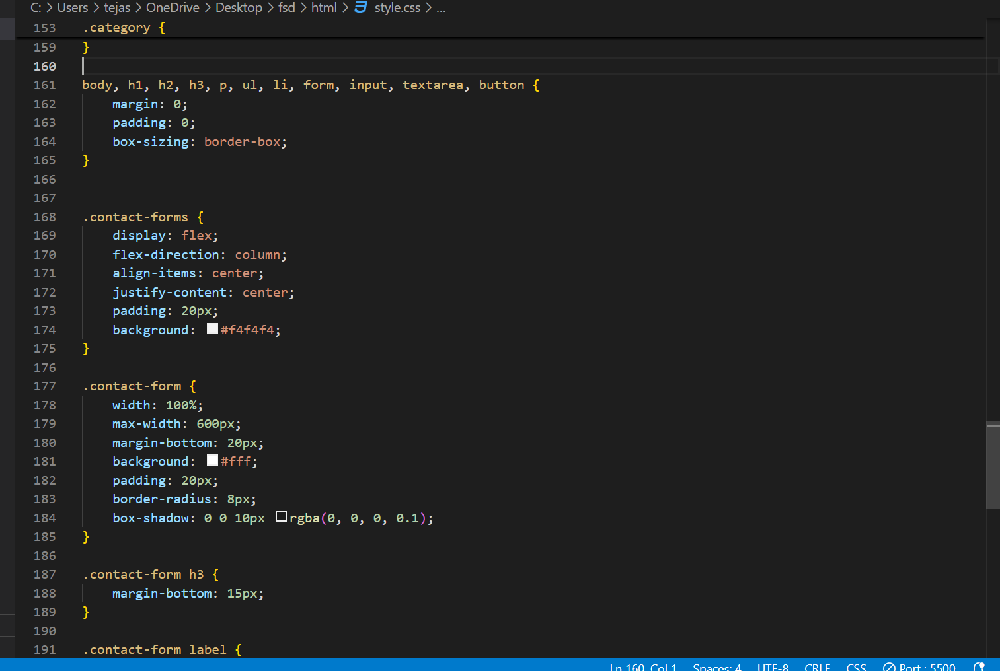 C: > Users > tejas > OneDrive > Desktop > fsd > html > style.css > ...
153 .category {
159 }
160
161 body, h1, h2, h3, p, ul, li, form, input, textarea, button {
162 margin: 0;
163 padding: 0;
164 box-sizing: border-box;
165 }
166
167
168 .contact-forms {
169 display: flex;
170 flex-direction: column;
171 align-items: center;
172 justify-content: center;
173 padding: 20px;
174 background: #f4f4f4;
175 }
176
177 .contact-form {
178 width: 100%;
179 max-width: 600px;
180 margin-bottom: 20px;
181 background: #fff;
182 padding: 20px;
183 border-radius: 8px;
184 box-shadow: 0 0 10px rgba(0, 0, 0, 0.1);
185 }
186
187 .contact-form h3 {
188 margin-bottom: 15px;
189 }
190
191 .contact-form label {
Ln 160, Col 1 Spaces: 4 UTF-8 CRLF CSS Port : 5500